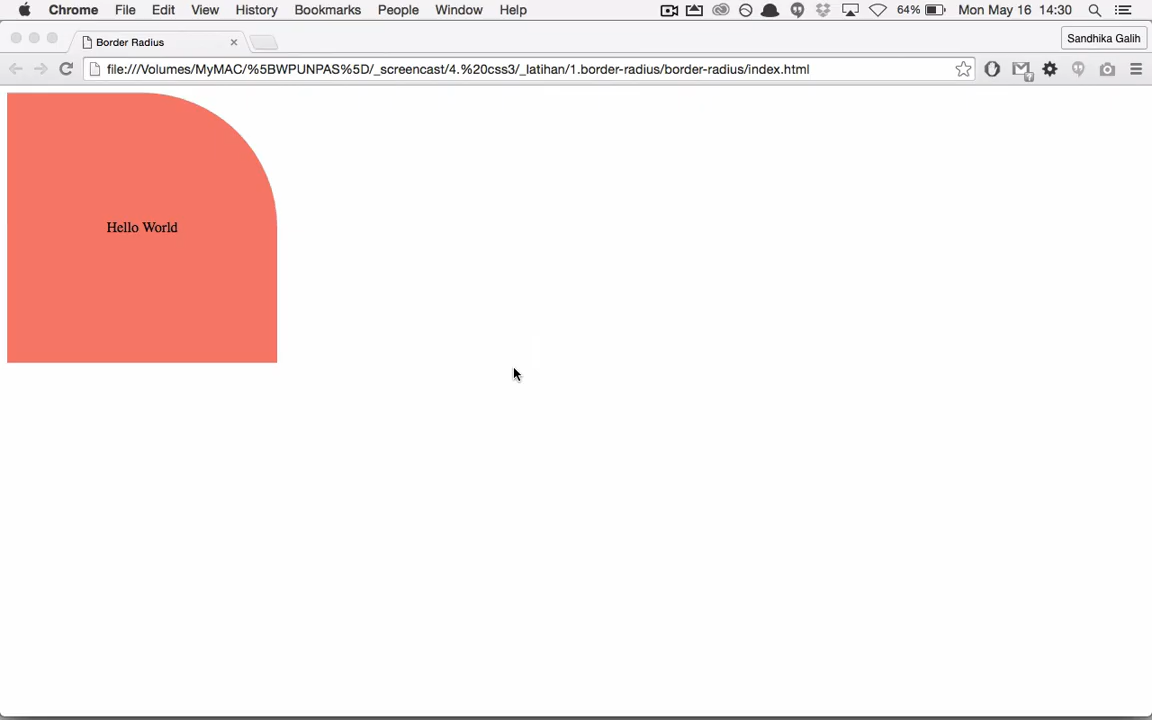 Chrome File Edit View History Bookmarks People Window Help 64% Mon May 16 14:30
Border Radius Sandhika Galih
file:///Volumes/MyMAC/%5BWPUNPAS%5D/_screencast/4.%20css3/_latihan/1.border-radius/border-radius/index.html
Hello World